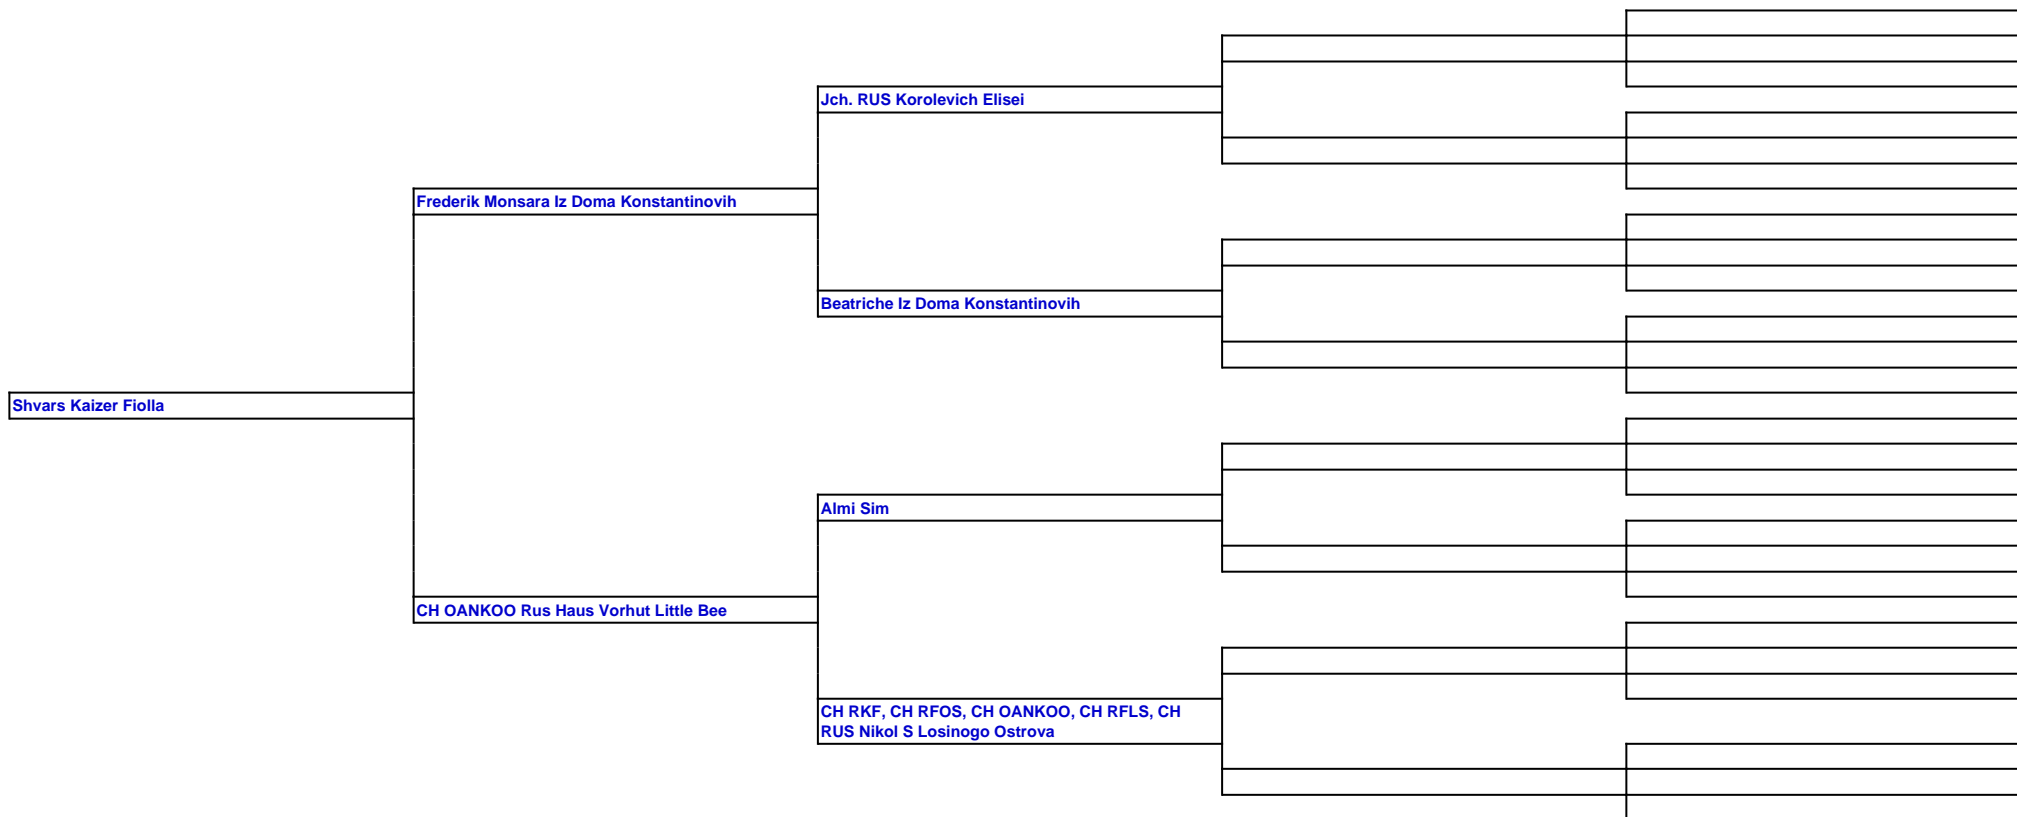 Jch. RUS Korolevich Elisei
Frederik Monsara Iz Doma Konstantinovih
Beatriche Iz Doma Konstantinovih
Shvars Kaizer Fiolla
Almi Sim
CH OANKOO Rus Haus Vorhut Little Bee
CH RKF, CH RFOS, CH OANKOO, CH RFLS, CH
RUS Nikol S Losinogo Ostrova